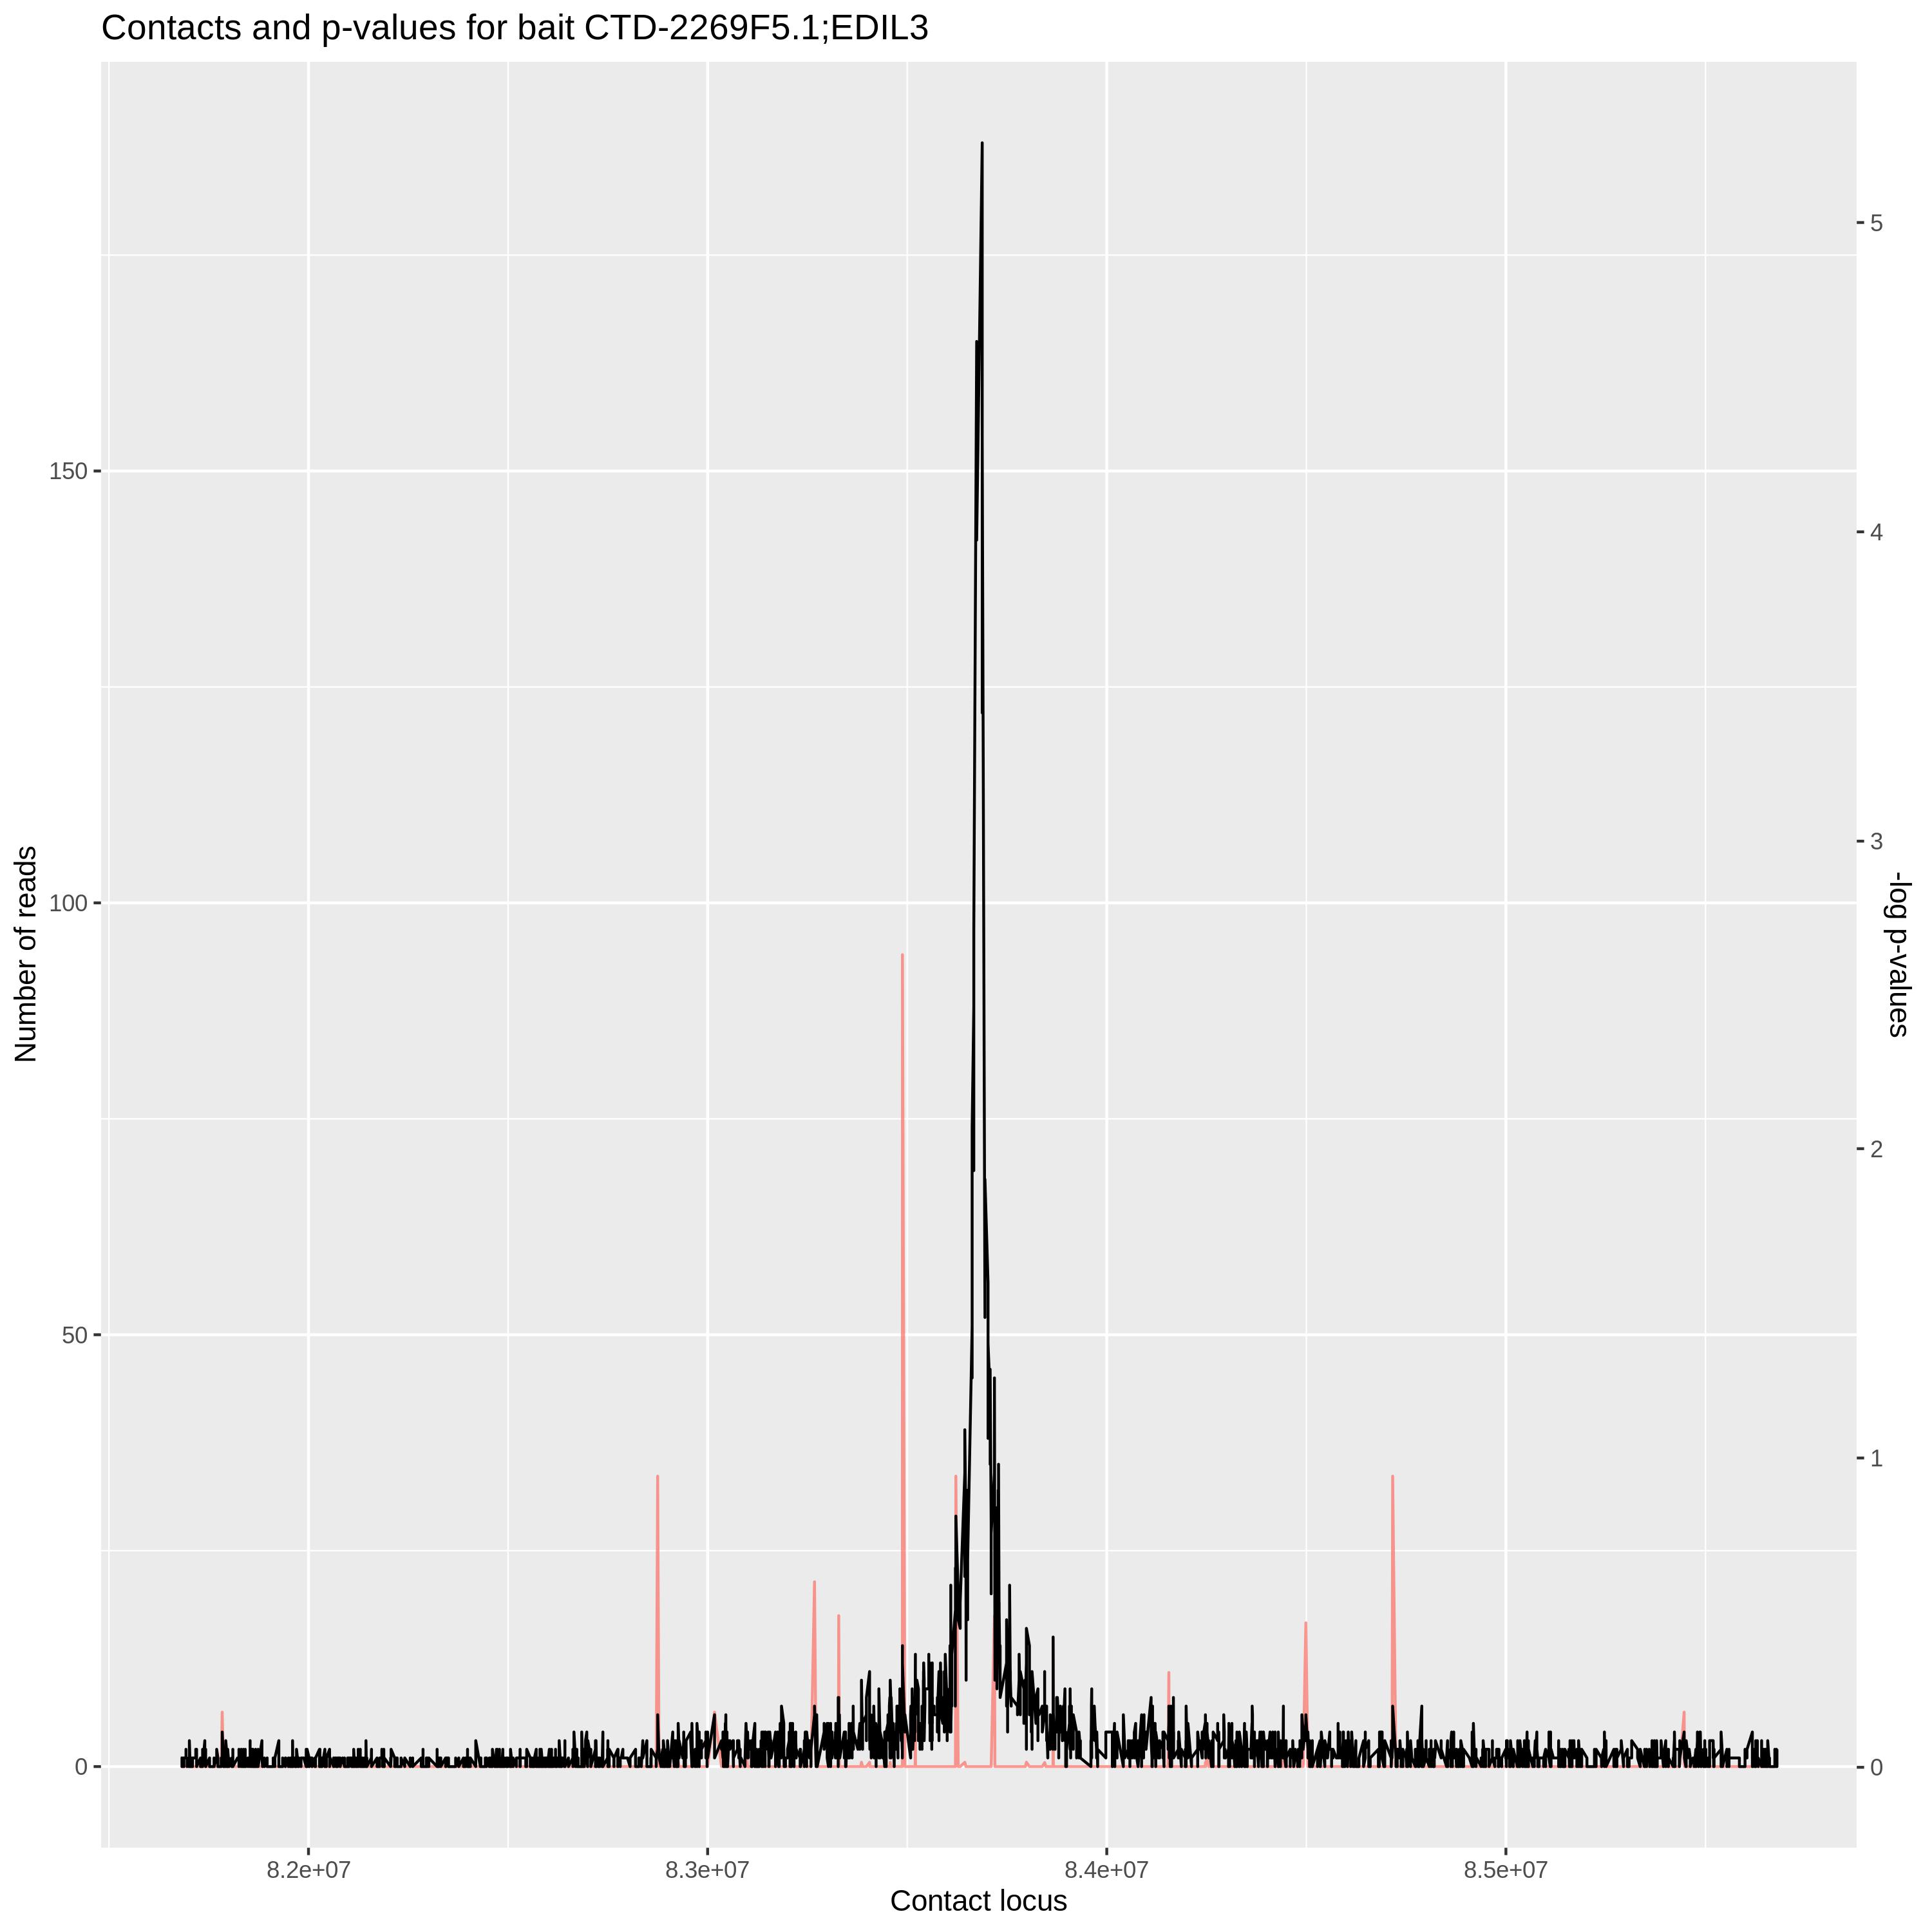 Contacts and p-values for bait CTD-2269F5.1;EDIL3
Number of reads
150
100
50
0
5
4
3
2
1
0
-log p-values
8.2e+07 8.3e+07 8.4e+07 8.5e+07
Contact locus